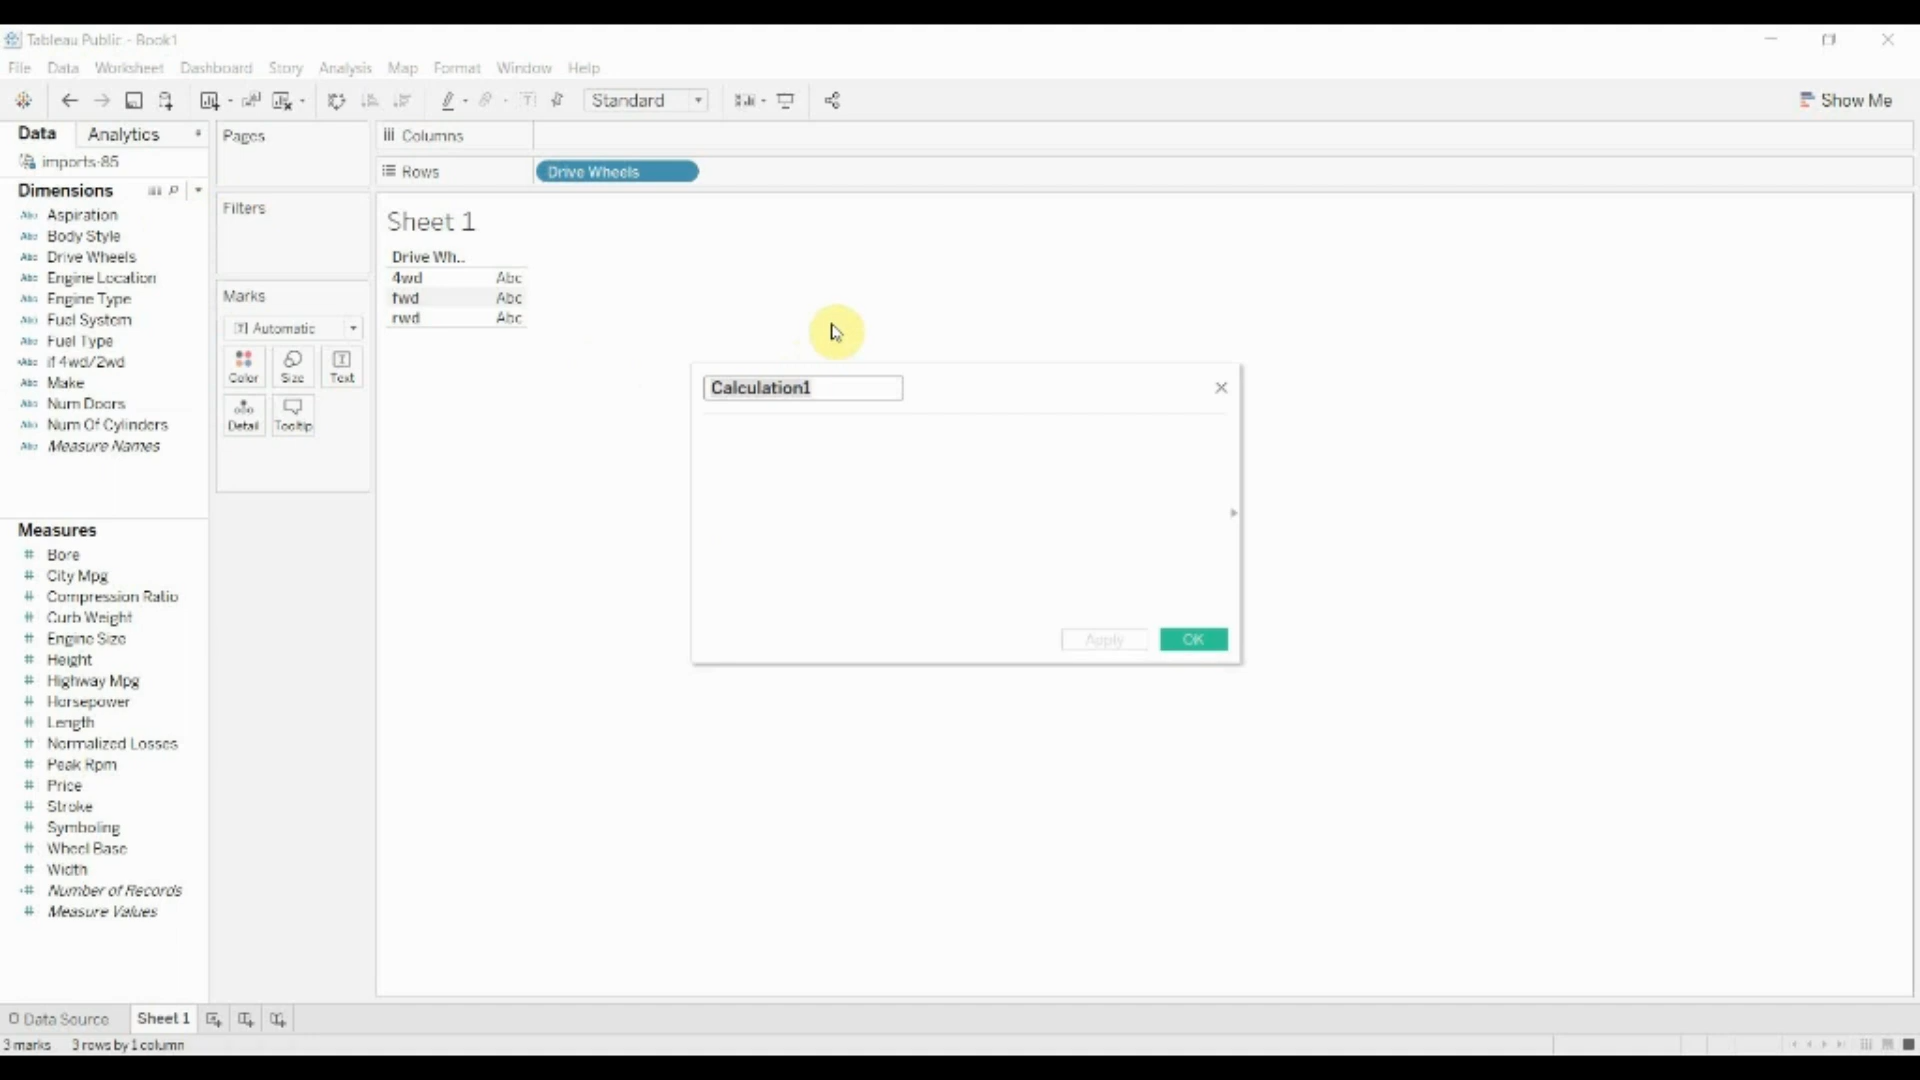 Tableau Public - Book1
File Data Worksheet Dashboard Story Analysis Map Format Window Help
Standard
Show Me
Data Analytics
Pages
Columns
imports-85
Rows
Drive Wheels
Dimensions
Filters
Aspiration
Body Style
Drive Wheels
Engine Location
Engine Type
Fuel System
Fuel Type
if 4wd/2wd
Make
Num Doors
Num Of Cylinders
Measure Names
Marks
Automatic
Color Size Text
Detail Tooltip
Sheet 1
Drive Wh..
4wd Abc
fwd Abc
rwd Abc
Calculation1
Apply OK
Measures
Bore
City Mpg
Compression Ratio
Curb Weight
Engine Size
Height
Highway Mpg
Horsepower
Length
Normalized Losses
Peak Rpm
Price
Stroke
Symboling
Wheel Base
Width
Number of Records
Measure Values
Data Source Sheet 1
3 marks 3 rows by 1 column